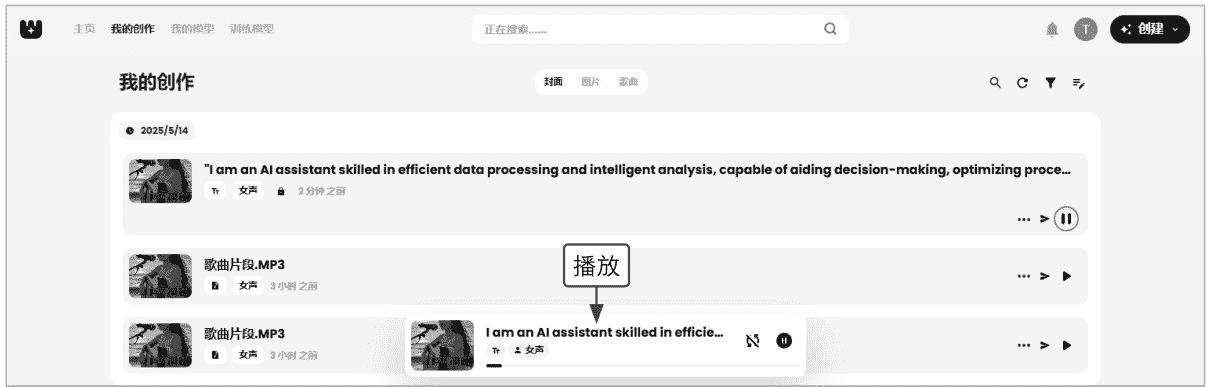 主页 我的创作 我的模型 训练模型 正在搜索...... T 创建
我的创作 封面 图片 歌曲
2025/5/14
"I am an AI assistant skilled in efficient data processing and intelligent analysis, capable of aiding decision-making, optimizing proce...
Tr 女声 2 分钟 之前
歌曲片段.MP3
女声 3 小时 之前
播放
歌曲片段.MP3
女声 3 小时 之前
I am an AI assistant skilled in efficie...
Tr 女声